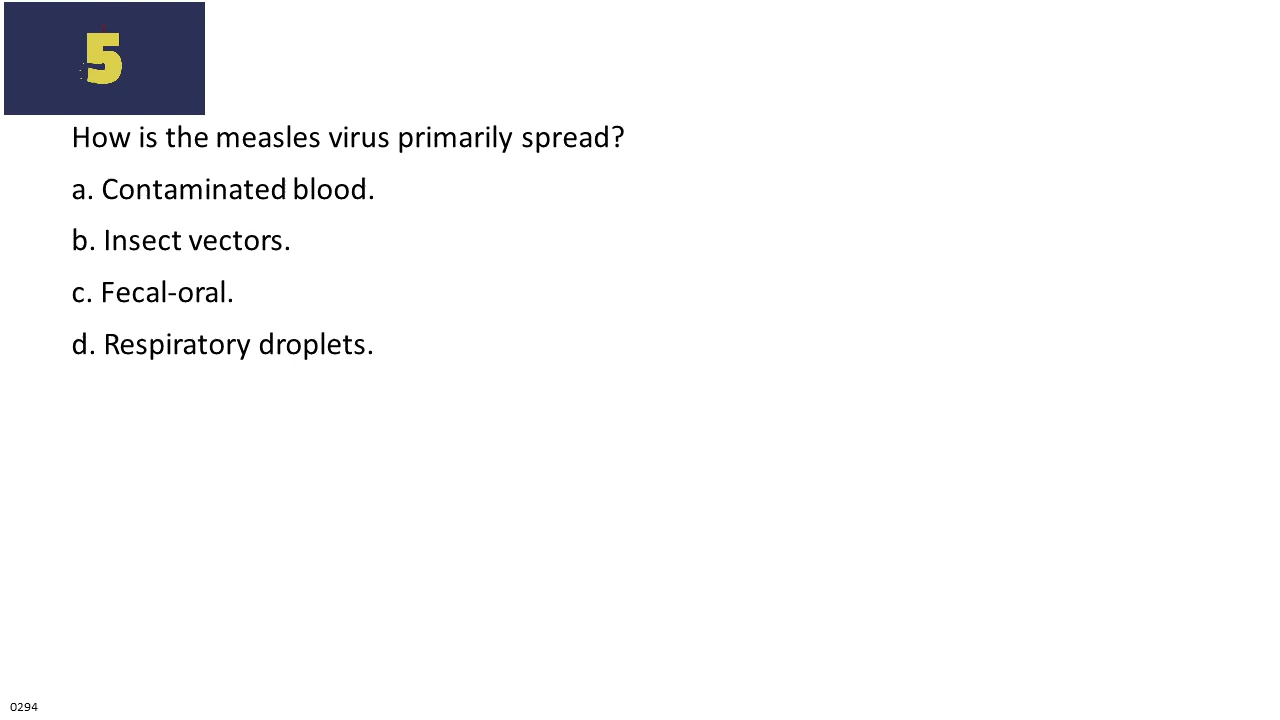 5
How is the measles virus primarily spread?
a. Contaminated blood.
b. Insect vectors.
c. Fecal-oral.
d. Respiratory droplets.
0294